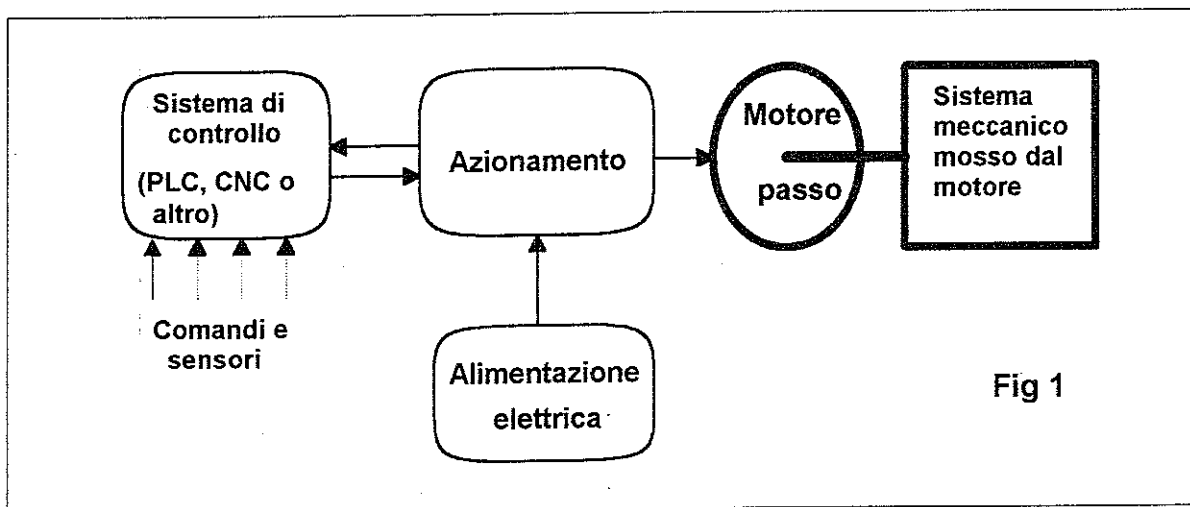 Sistema di
controllo
(PLC, CNC o
altro)
Comandi e
sensori
Azionamento
Alimentazione
elettrica
Motore
passo
Sistema
meccanico
mosso dal
motore
Fig 1